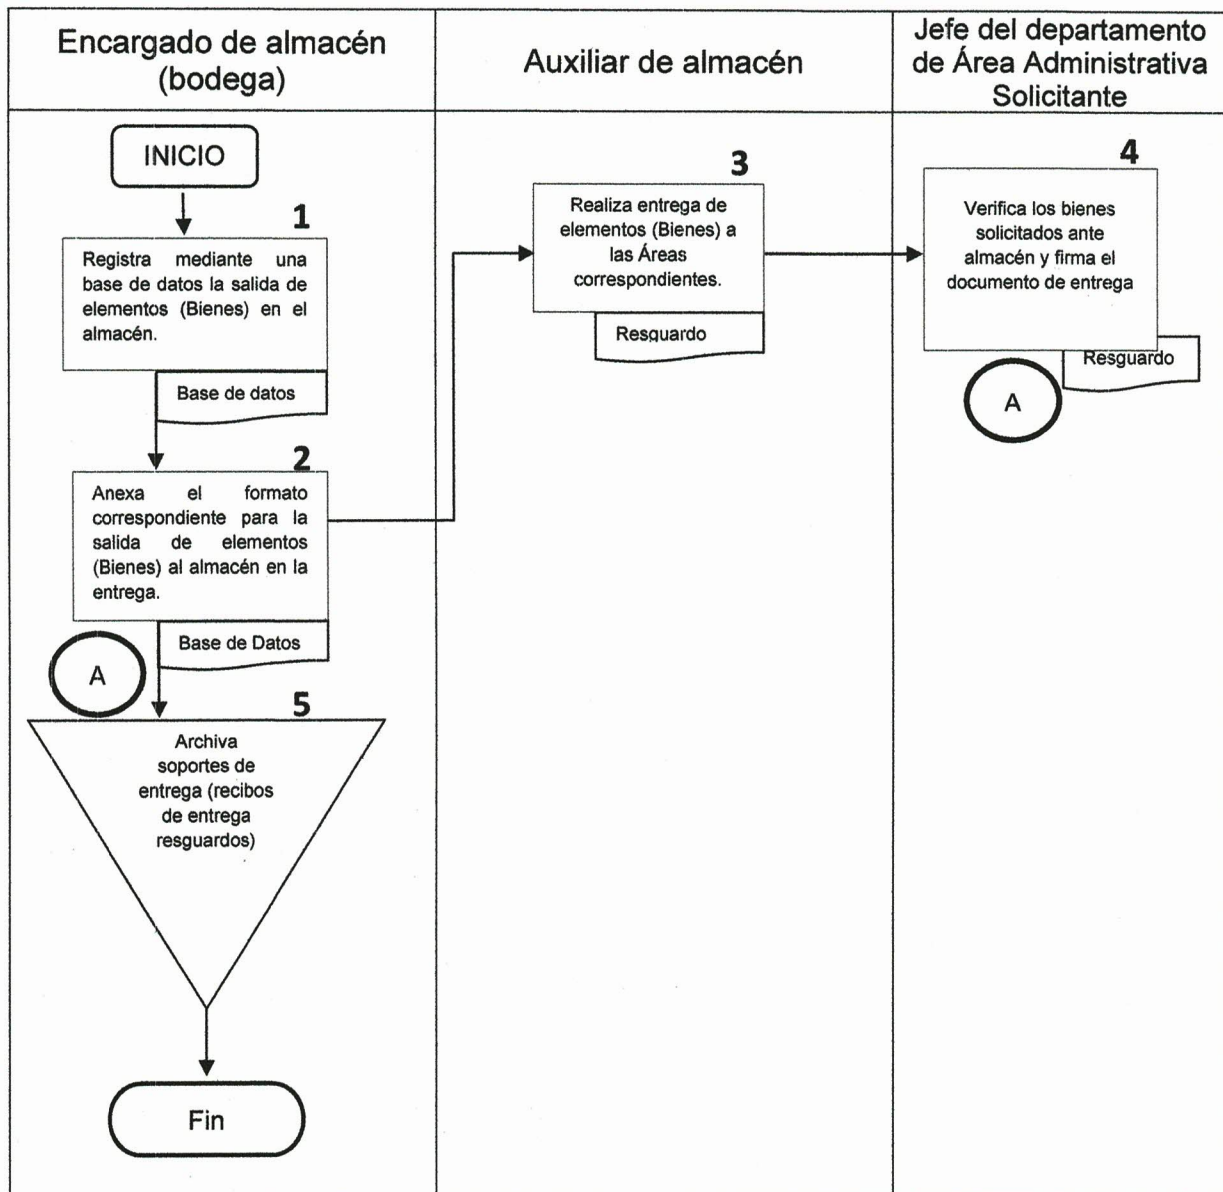 Encargado de almacén
(bodega)
Auxiliar de almacén
Jefe del departamento
de Área Administrativa
Solicitante
INICIO
1
Registra mediante una
base de datos la salida de
elementos (Bienes) en el
almacén.
Base de datos
2
Anexa el formato
correspondiente para la
salida de elementos
(Bienes) al almacén en la
entrega.
Base de Datos
A
5
Archiva
soportes de
entrega (recibos
de entrega
resguardos)
Fin
3
Realiza entrega de
elementos (Bienes) a
las Áreas
correspondientes.
Resguardo
4
Verifica los bienes
solicitados ante
almacén y firma el
documento de entrega
Resguardo
A